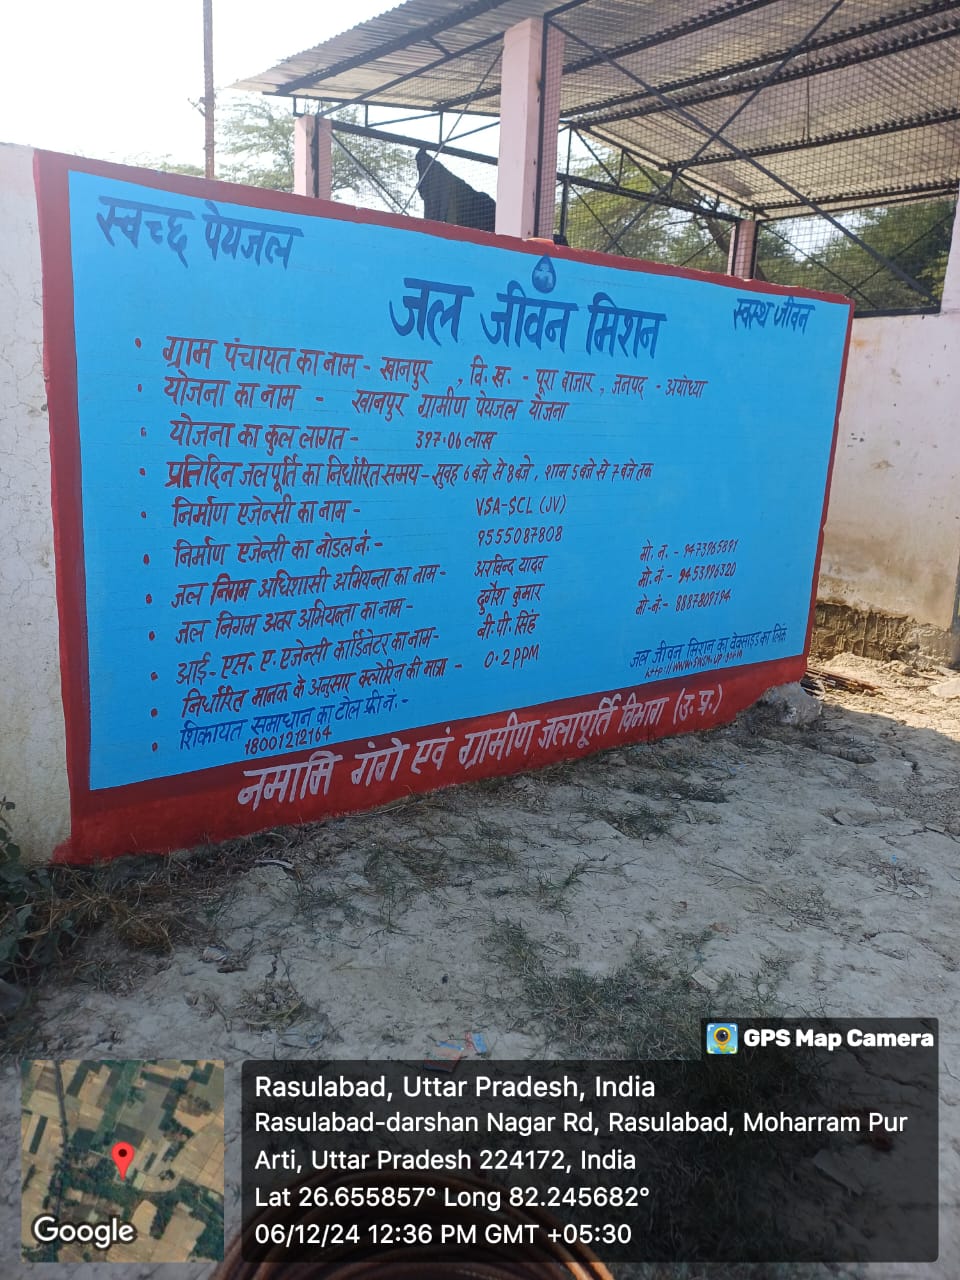 स्वच्छ पेयजल
जल जीवन मिशन
स्वस्थ जीवन
• ग्राम पंचायत का नाम - खानपुर , वि.ख. - पूरा बाजार , जनपद - अयोध्या
• योजना का नाम - खानपुर ग्रामीण पेयजल योजना
• योजना का कुल लागत - 397.06 लाख
• प्रतिदिन जलपूर्ति का निर्धारित समय - सुवह 6 बजे से 8 बजे , शाम 5 बजे से 7 बजे तक
• निर्माण एजेन्सी का नाम - VSA-SCL (JV)
• निर्माण एजेन्सी का नोडल नं. - 9555087808
• जल निगम अधिशासी अभियन्ता का नाम - अरविन्द यादव मो. न. - 9473965891
• जल निगम अवर अभियन्ता का नाम - दुर्गेश कुमार मो. नं. - 9453996320
• आई. एस. ए. एजेन्सी कार्डिनेटर का नाम - बी. पी. सिंह मो. नं. - 8887809194
• निर्धारित मानक के अनुसार क्लोरिन की मात्रा - 0.2 PPM
• शिकायत समाधान का टोल फ्री नं. -
18001212164
जल जीवन मिशन का वेबसाइड का लिंक
नमामि गंगे एवं ग्रामीण जलापूर्ति विभाग (उ.प्र.)
GPS Map Camera
Rasulabad, Uttar Pradesh, India
Rasulabad-darshan Nagar Rd, Rasulabad, Moharram Pur
Arti, Uttar Pradesh 224172, India
Lat 26.655857° Long 82.245682°
06/12/24 12:36 PM GMT +05:30
Google